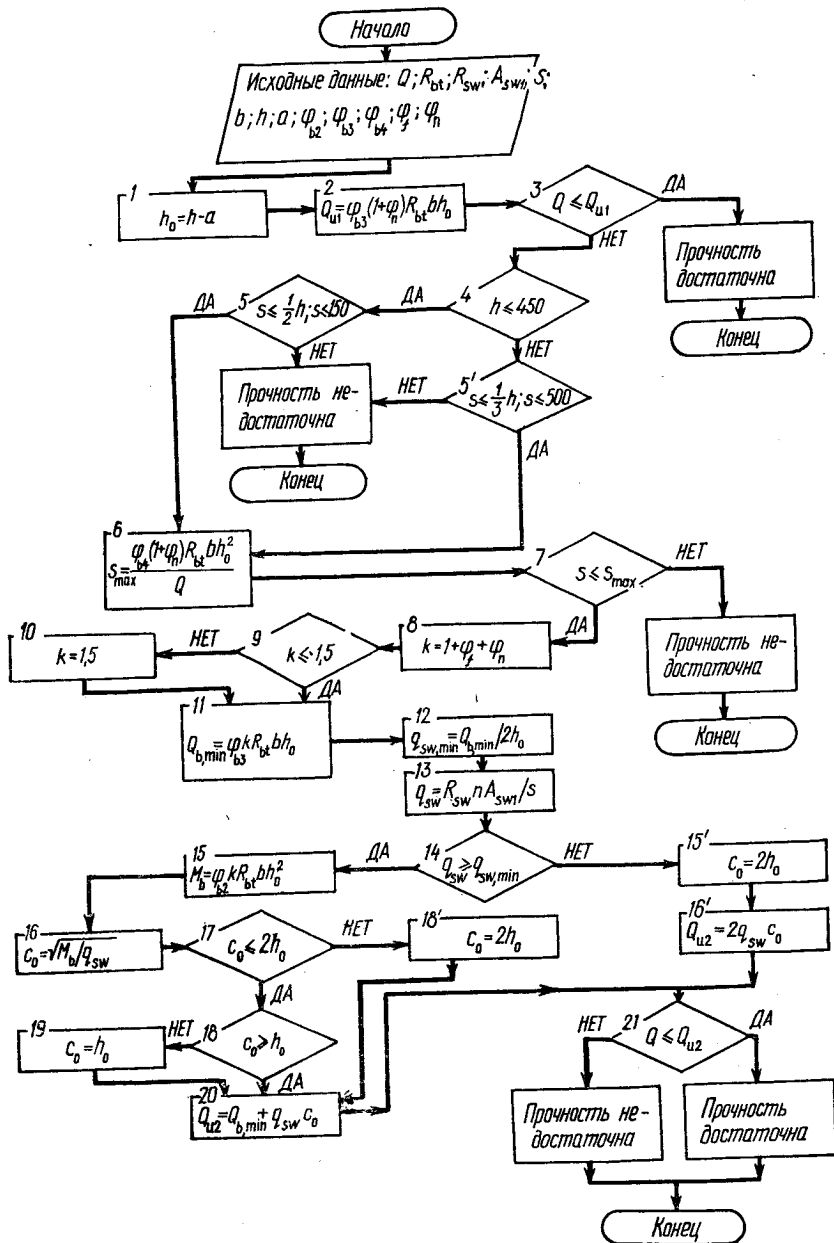 Начало
Исходные данные: Q; R_bt; R_sw; A_sw1; s;
b; h; a; φ_b2; φ_b3; φ_b4; φ_f; φ_n
1
h_0=h-a
2
Q_u1=φ_b3(1+φ_n)R_bt bh_0
3
Q≤Q_u1
ДА
НЕТ
Прочность
достаточна
Конец
4
h≤450
ДА
НЕТ
5
s≤1/2 h; s≤150
ДА
НЕТ
5'
s≤1/3 h; s≤500
НЕТ
ДА
Прочность не-
достаточна
Конец
6
s_max=φ_b4(1+φ_n)R_bt bh_0^2/Q
7
s≤s_max
НЕТ
ДА
Прочность не-
достаточна
Конец
8
k=1+φ_f+φ_n
9
k≤1,5
НЕТ
ДА
10
k=1,5
11
Q_b,min=φ_b3 kR_bt bh_0
12
q_sw,min=Q_b,min/2h_0
13
q_sw=R_sw nA_sw1/s
14
q_sw≥q_sw,min
ДА
НЕТ
15
M_b=φ_b2 kR_bt bh_0^2
15'
c_0=2h_0
16
c_0=√M_b/q_sw
16'
Q_u2=2q_sw c_0
17
c_0≤2h_0
НЕТ
ДА
18'
c_0=2h_0
18
c_0≥h_0
НЕТ
ДА
19
c_0=h_0
20
Q_u2=Q_b,min+q_sw c_0
21
Q≤Q_u2
НЕТ
ДА
Прочность не-
достаточна
Прочность
достаточна
Конец